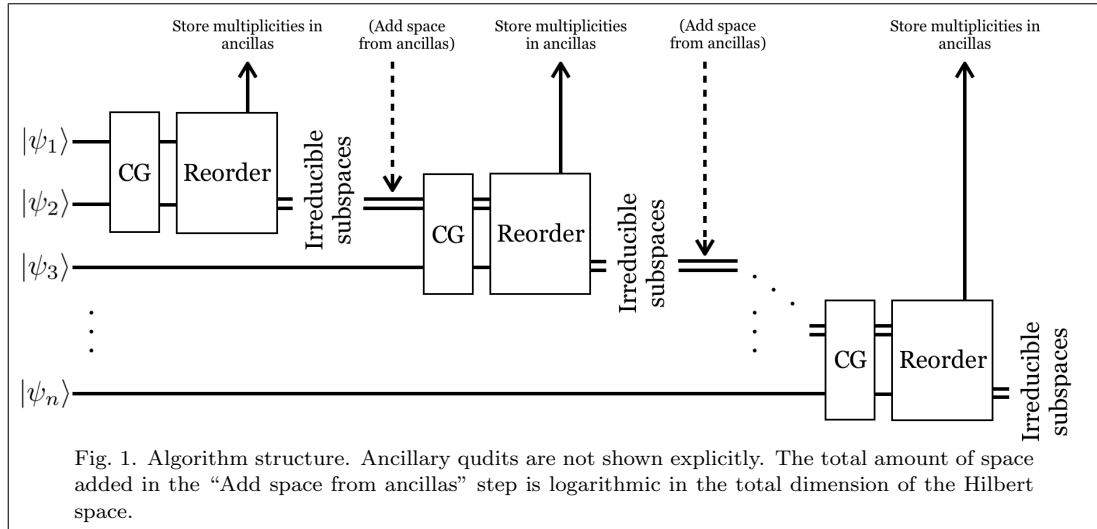 Store multiplicities in
ancillas
(Add space
from ancillas)
Store multiplicities
in ancillas
(Add space
from ancillas)
Store multiplicities in
ancillas
|ψ₁⟩
CG
Reorder
|ψ₂⟩
Irreducible
subspaces
CG
Reorder
|ψ₃⟩
Irreducible
subspaces
CG
Reorder
|ψₙ⟩
Irreducible
subspaces
Fig. 1. Algorithm structure. Ancillary qudits are not shown explicitly. The total amount of space
added in the “Add space from ancillas” step is logarithmic in the total dimension of the Hilbert
space.